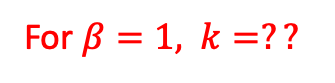 For β = 1, k =??